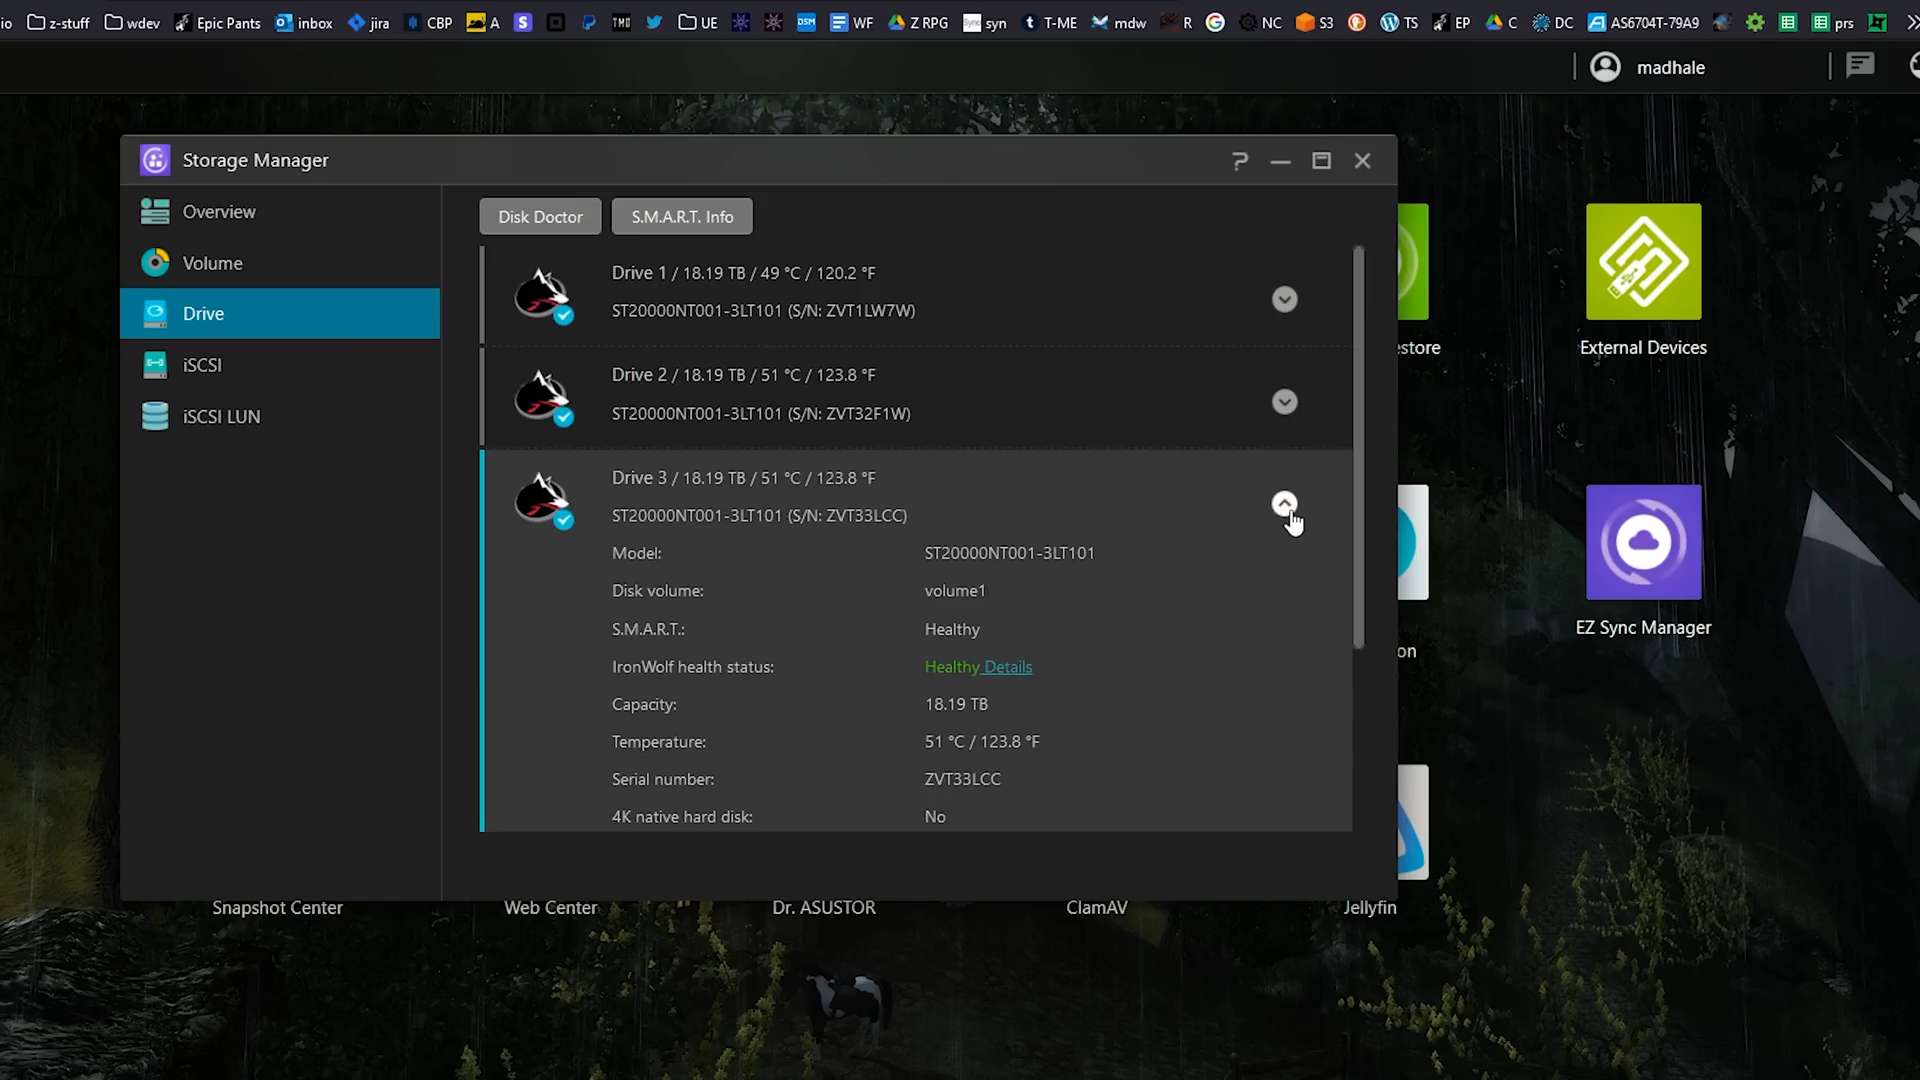 io z-stuff wdev Epic Pants inbox jira CBP A TMD UE DSM WF Z RPG syn T-ME mdw R NC S3 TS EP C DC AS6704T-79A9 prs
madhale
Storage Manager
Overview
Volume
Drive
iSCSI
iSCSI LUN
Disk Doctor S.M.A.R.T. Info
Drive 1 / 18.19 TB / 49 °C / 120.2 °F
ST20000NT001-3LT101 (S/N: ZVT1LW7W)
Drive 2 / 18.19 TB / 51 °C / 123.8 °F
ST20000NT001-3LT101 (S/N: ZVT32F1W)
Drive 3 / 18.19 TB / 51 °C / 123.8 °F
ST20000NT001-3LT101 (S/N: ZVT33LCC)
Model: ST20000NT001-3LT101
Disk volume: volume1
S.M.A.R.T.: Healthy
IronWolf health status: Healthy Details
Capacity: 18.19 TB
Temperature: 51 °C / 123.8 °F
Serial number: ZVT33LCC
4K native hard disk: No
estore
External Devices
on
EZ Sync Manager
Snapshot Center
Web Center
Dr. ASUSTOR
ClamAV
Jellyfin